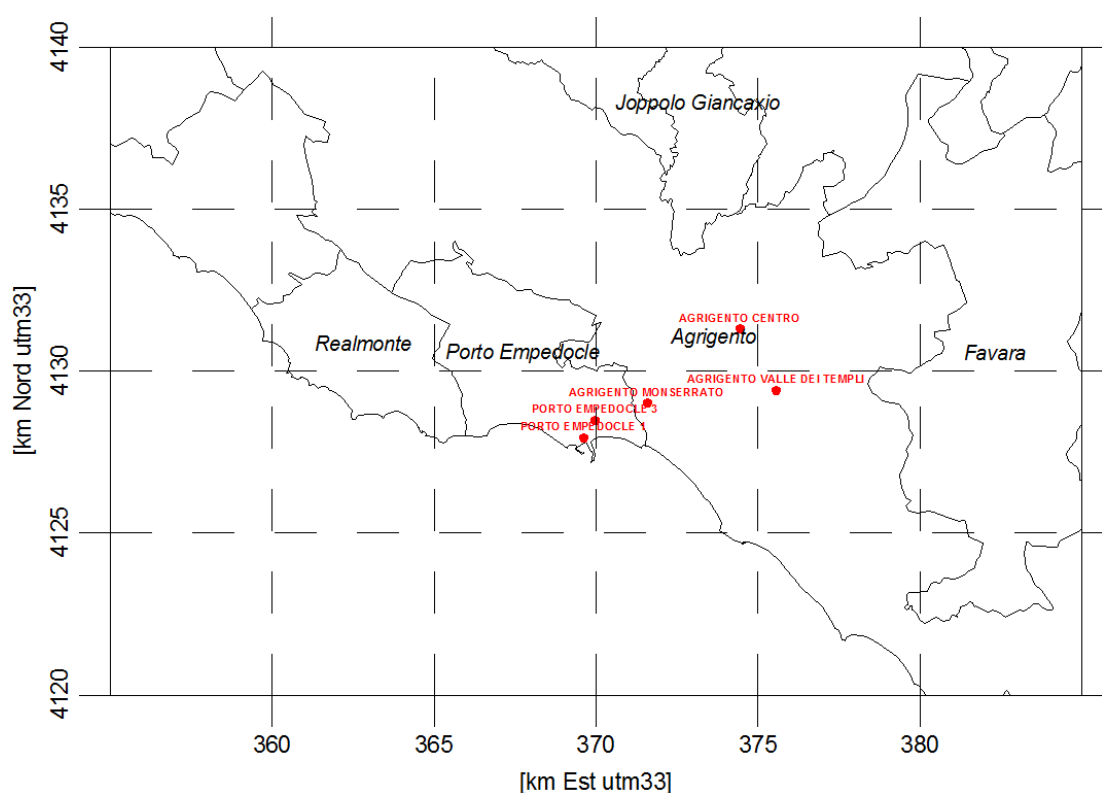 4140
Joppolo Giancaxio
4135
AGRIGENTO CENTRO
Agrigento
Realmonte
Porto Empedocle
Favara
4130
AGRIGENTO VALLE DEI TEMPLI
AGRIGENTO MONSERRATO
PORTO EMPEDOCLE 3
PORTO EMPEDOCLE 1
[km Nord utm33]
4125
4120
360
365
370
375
380
[km Est utm33]